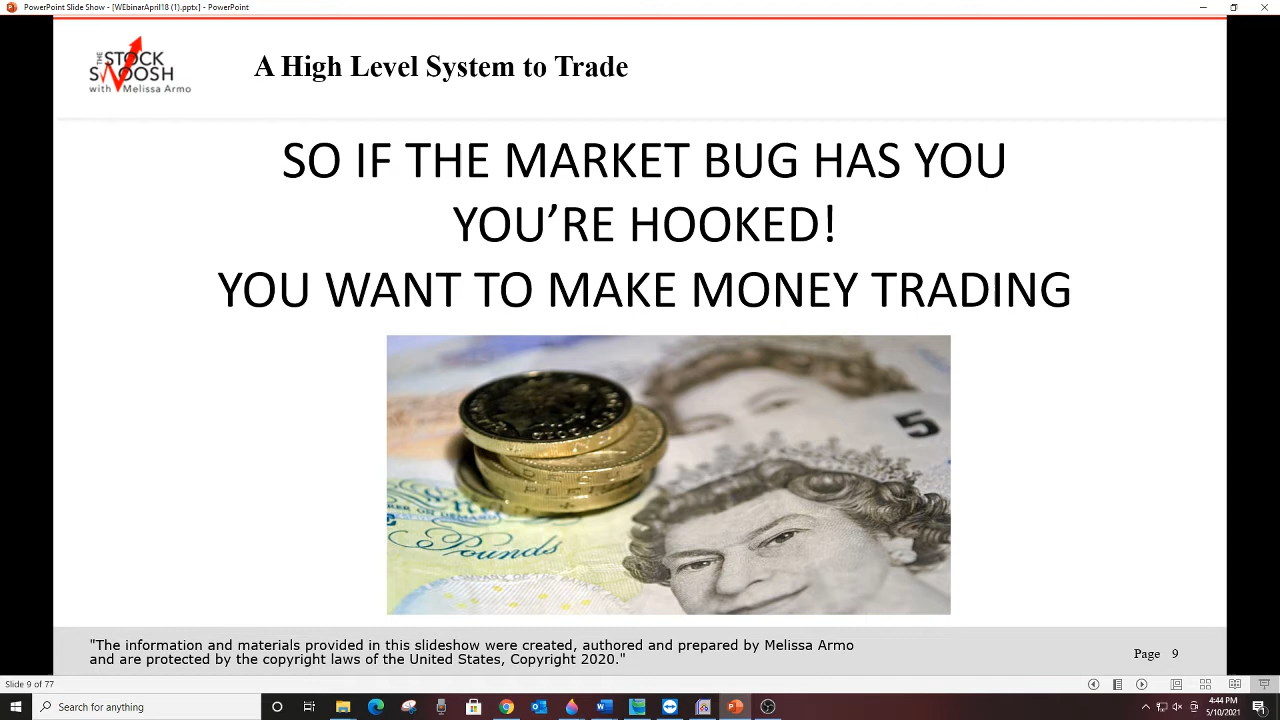 PowerPoint Slide Show - [WEbinarApril18 (1).pptx] - PowerPoint
THE STOCK
SWOOSH
with Melissa Armo
A High Level System to Trade
SO IF THE MARKET BUG HAS YOU
YOU’RE HOOKED!
YOU WANT TO MAKE MONEY TRADING
5
Pounds
"The information and materials provided in this slideshow were created, authored and prepared by Melissa Armo
and are protected by the copyright laws of the United States, Copyright 2020."
Page 9
Slide 9 of 77
Search for anything
4:44 PM
5/10/2021